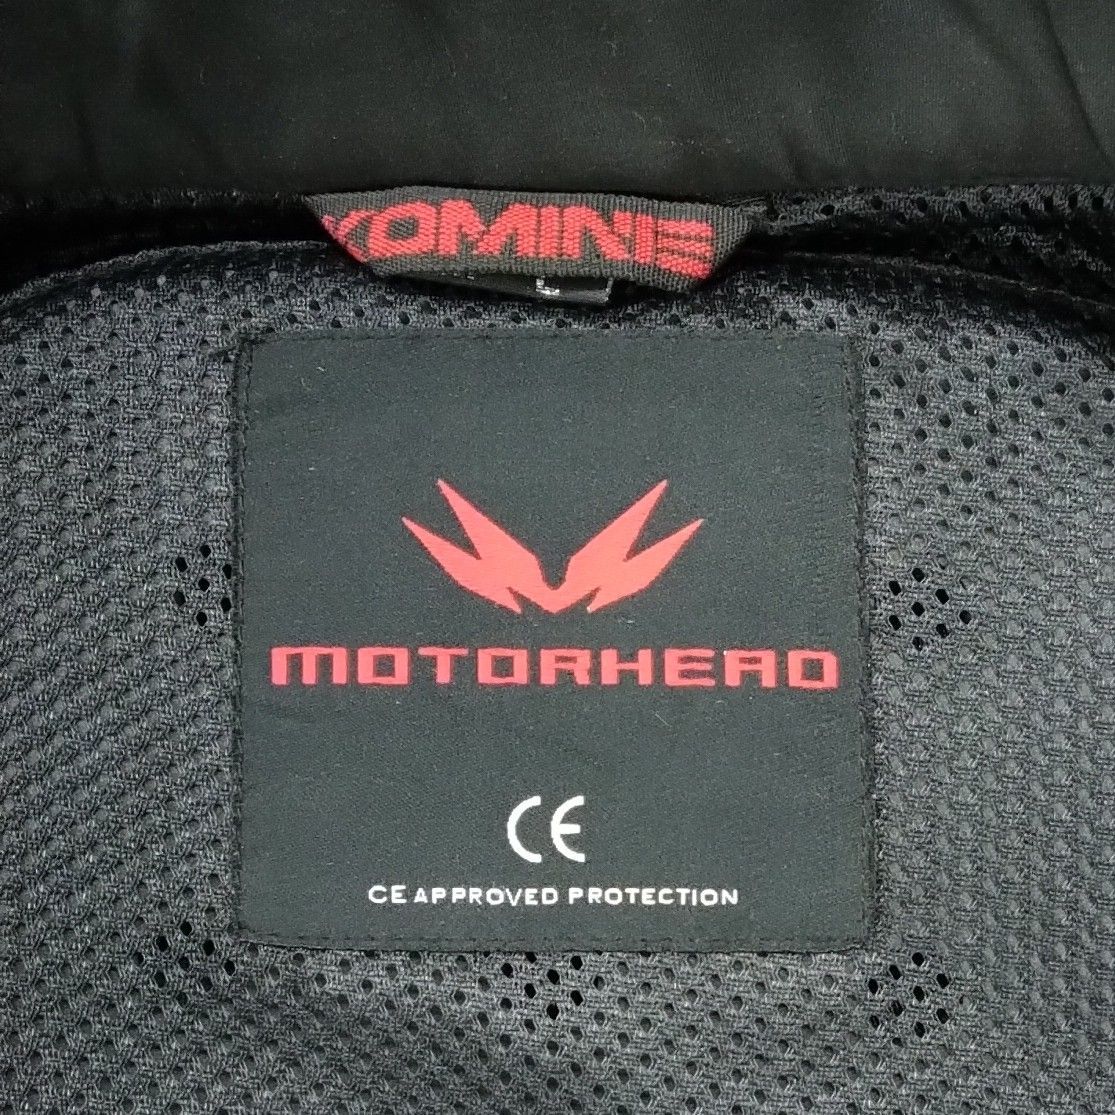 KOMINE
MOTORHEAD
CE
CE APPROVED PROTECTION